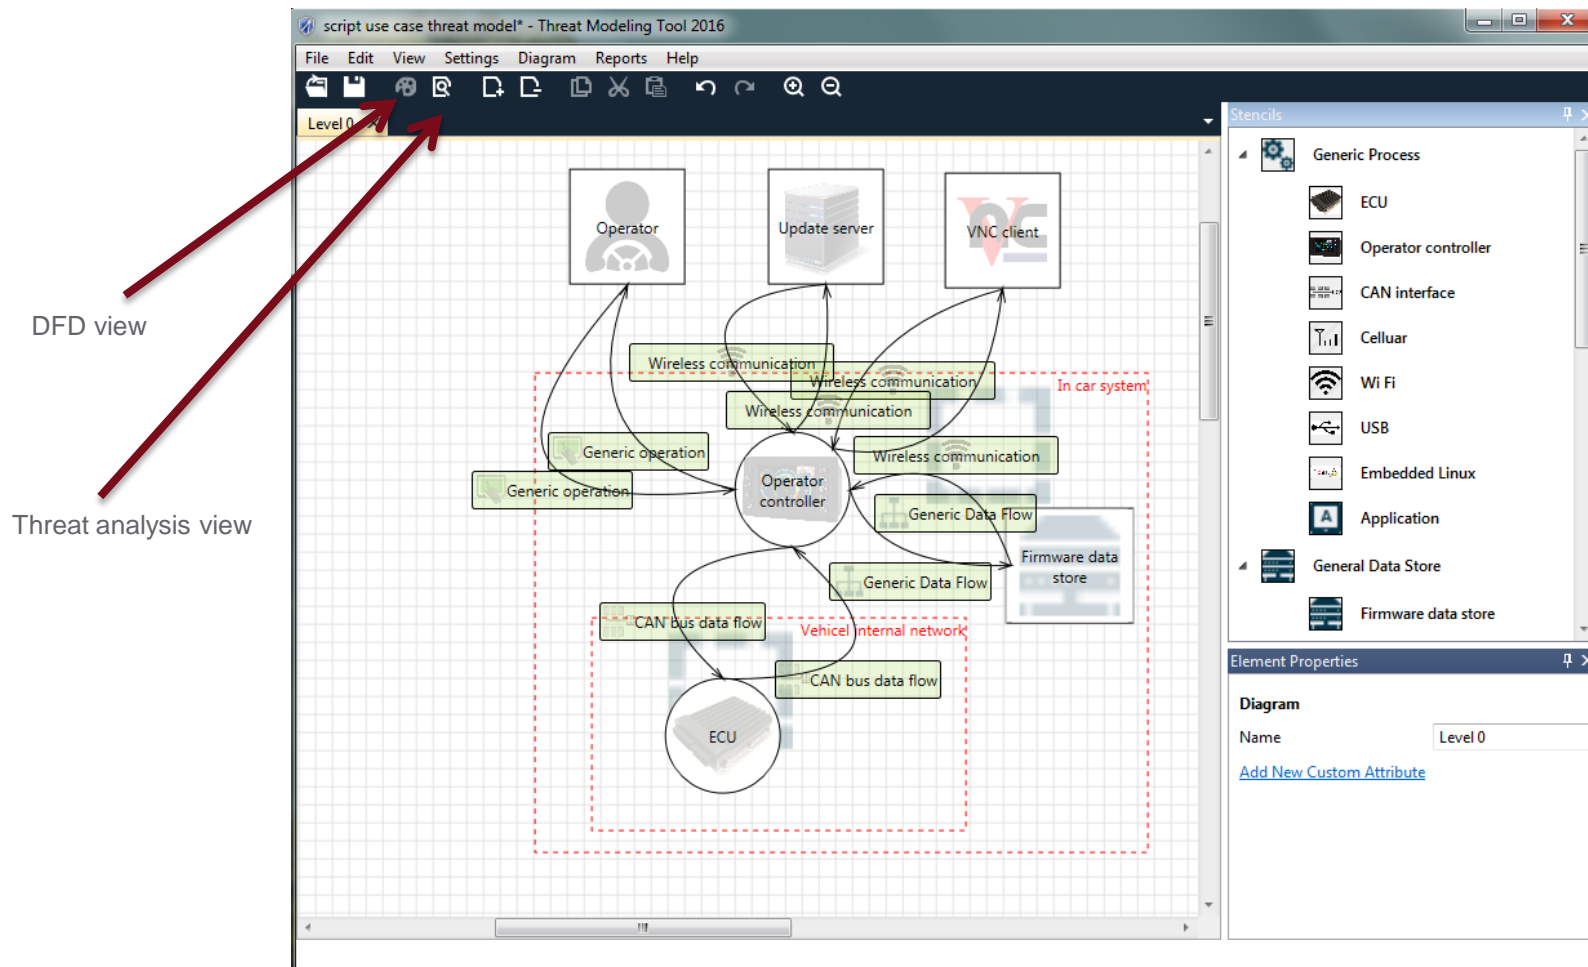 script use case threat model* - Threat Modeling Tool 2016
File Edit View Settings Diagram Reports Help
Level 0
Stencils
Generic Process
ECU
Operator controller
CAN interface
Celluar
Wi Fi
USB
Embedded Linux
Application
General Data Store
Firmware data store
Element Properties
Diagram
Name Level 0
Add New Custom Attribute
DFD view
Threat analysis view
Operator
Update server
VNC client
Wireless communication
Wireless communication
In car system
Wireless communication
Generic operation
Wireless communication
Generic operation
Operator
controller
Generic Data Flow
Firmware data
store
Generic Data Flow
CAN bus data flow
Vehicel internal network
CAN bus data flow
ECU